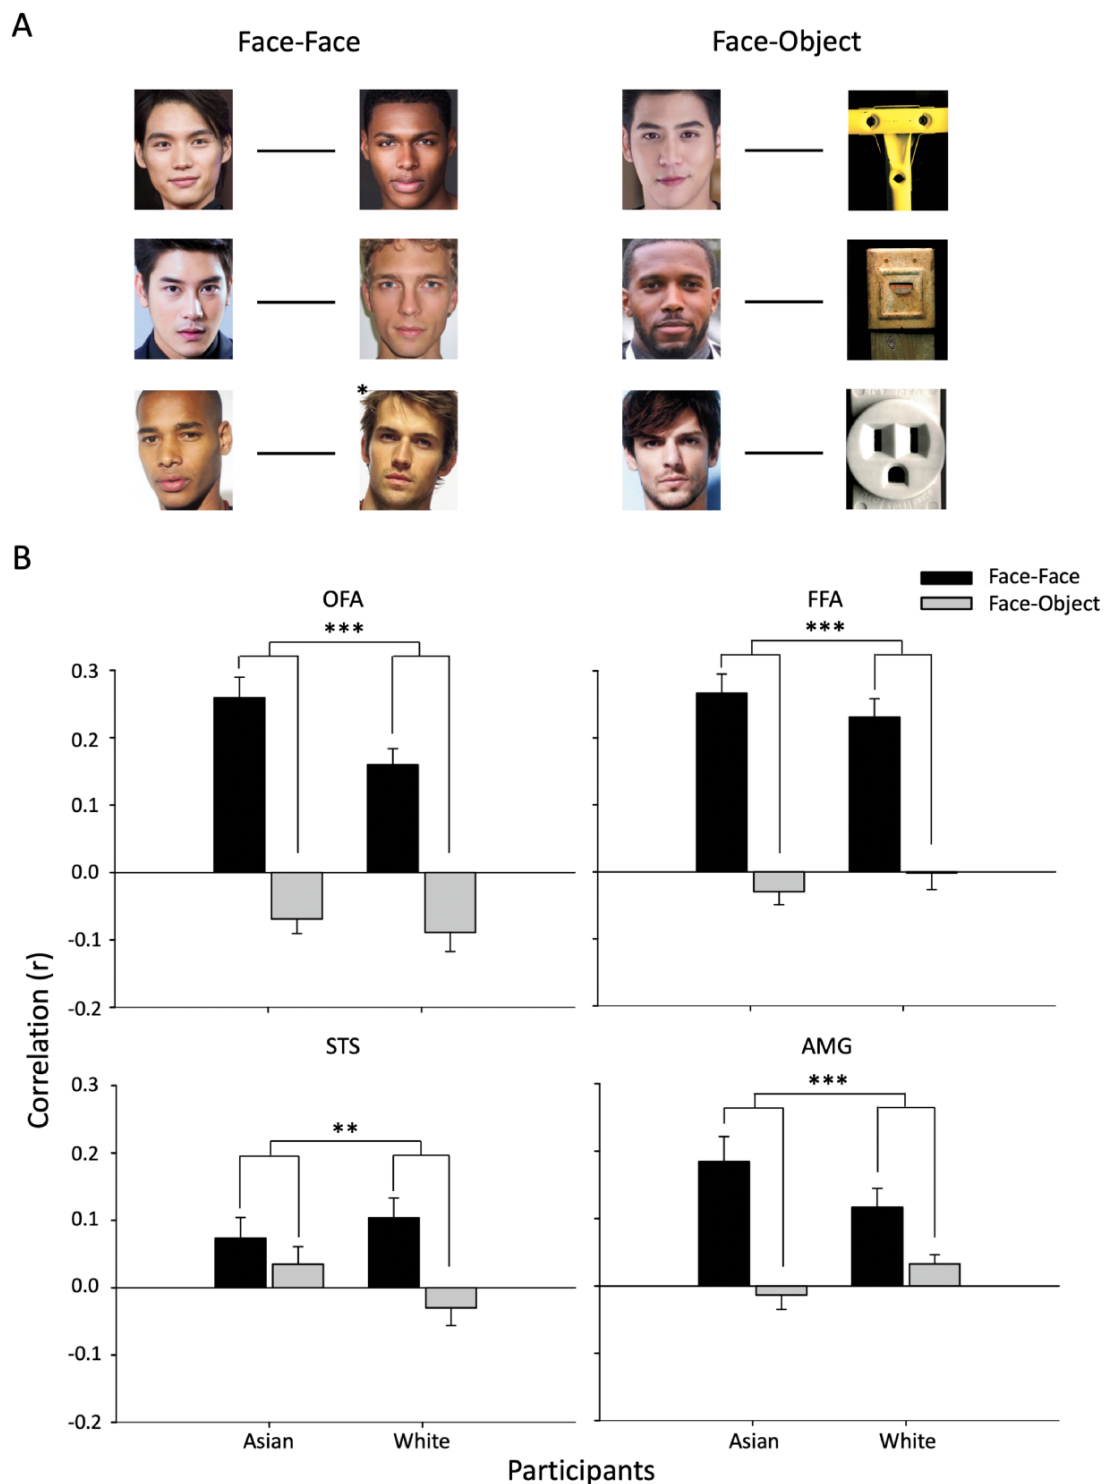 A
Face-Face
Face-Object
*
B
Face-Face
Face-Object
OFA
***
FFA
***
0.3
0.2
0.1
0.0
-0.1
-0.2
STS
**
AMG
***
0.3
0.2
0.1
0.0
-0.1
-0.2
Correlation (r)
Asian
White
Asian
White
Participants